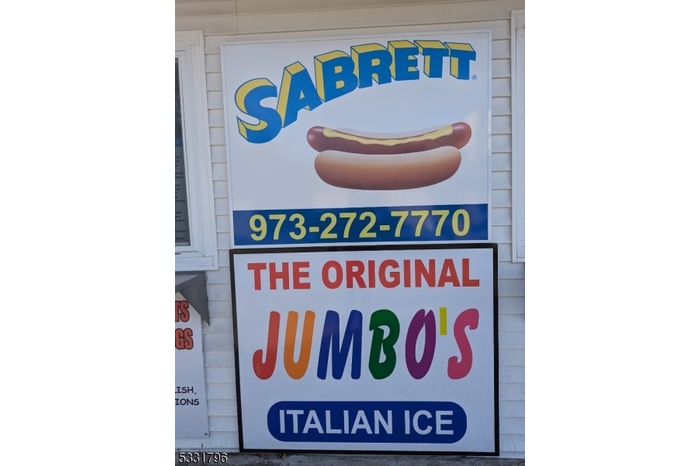 SABRETT
973-272-7770
THE ORIGINAL
JUMBO'S
ITALIAN ICE
5331796